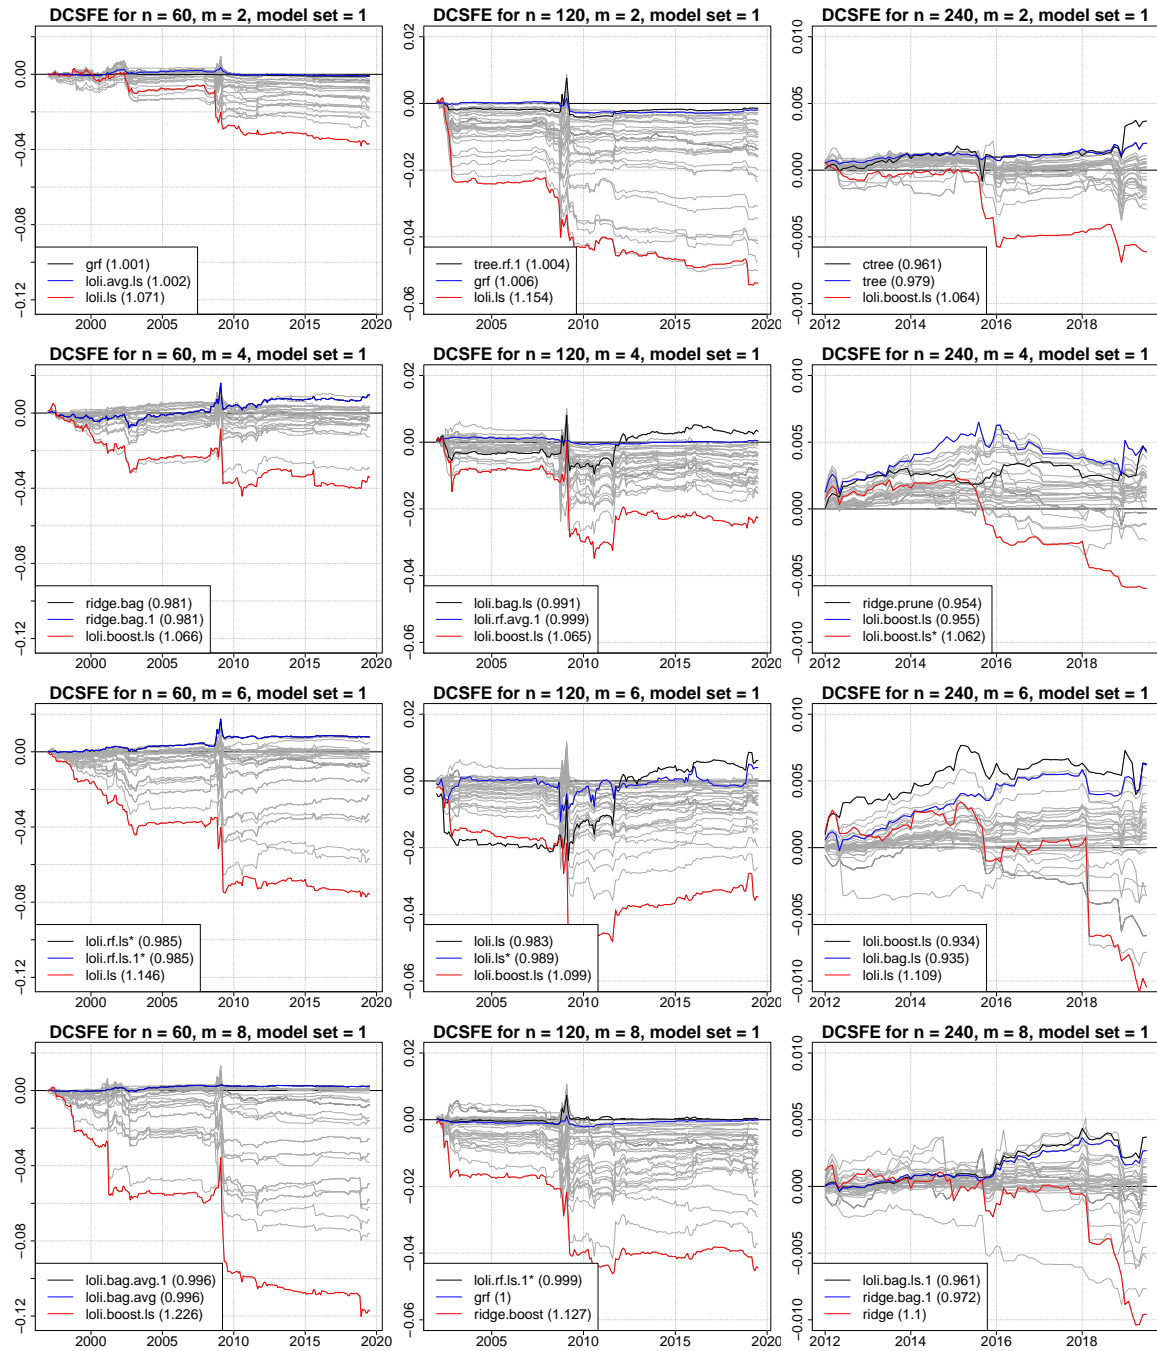 DCSFE for n = 60, m = 2, model set = 1
0.00
−0.04
−0.08
−0.12
grf (1.001)
loli.avg.ls (1.002)
loli.ls (1.071)
2000
2005
2010
2015
2020
DCSFE for n = 120, m = 2, model set = 1
0.02
0.00
−0.02
−0.04
−0.06
tree.rf.1 (1.004)
grf (1.006)
loli.ls (1.154)
2005
2010
2015
2020
DCSFE for n = 240, m = 2, model set = 1
0.010
0.005
0.000
−0.005
−0.010
ctree (0.961)
tree (0.979)
loli.boost.ls (1.064)
2012
2014
2016
2018
DCSFE for n = 60, m = 4, model set = 1
0.00
−0.04
−0.08
−0.12
ridge.bag (0.981)
ridge.bag.1 (0.981)
loli.boost.ls (1.066)
2000
2005
2010
2015
2020
DCSFE for n = 120, m = 4, model set = 1
0.02
0.00
−0.02
−0.04
−0.06
loli.bag.ls (0.991)
loli.rf.avg.1 (0.999)
loli.boost.ls (1.065)
2005
2010
2015
2020
DCSFE for n = 240, m = 4, model set = 1
0.010
0.005
0.000
−0.005
−0.010
ridge.prune (0.954)
loli.boost.ls (0.955)
loli.boost.ls* (1.062)
2012
2014
2016
2018
DCSFE for n = 60, m = 6, model set = 1
0.00
−0.04
−0.08
−0.12
loli.rf.ls* (0.985)
loli.rf.ls.1* (0.985)
loli.ls (1.146)
2000
2005
2010
2015
2020
DCSFE for n = 120, m = 6, model set = 1
0.02
0.00
−0.02
−0.04
−0.06
loli.ls (0.983)
loli.ls* (0.989)
loli.boost.ls (1.099)
2005
2010
2015
2020
DCSFE for n = 240, m = 6, model set = 1
0.010
0.005
0.000
−0.005
−0.010
loli.boost.ls (0.934)
loli.bag.ls (0.935)
loli.ls (1.109)
2012
2014
2016
2018
DCSFE for n = 60, m = 8, model set = 1
0.00
−0.04
−0.08
−0.12
loli.bag.avg.1 (0.996)
loli.bag.avg (0.996)
loli.boost.ls (1.226)
2000
2005
2010
2015
2020
DCSFE for n = 120, m = 8, model set = 1
0.02
0.00
−0.02
−0.04
−0.06
loli.rf.ls.1* (0.999)
grf (1)
ridge.boost (1.127)
2005
2010
2015
2020
DCSFE for n = 240, m = 8, model set = 1
0.010
0.005
0.000
−0.005
−0.010
loli.bag.ls.1 (0.961)
ridge.bag.1 (0.972)
ridge (1.1)
2012
2014
2016
2018